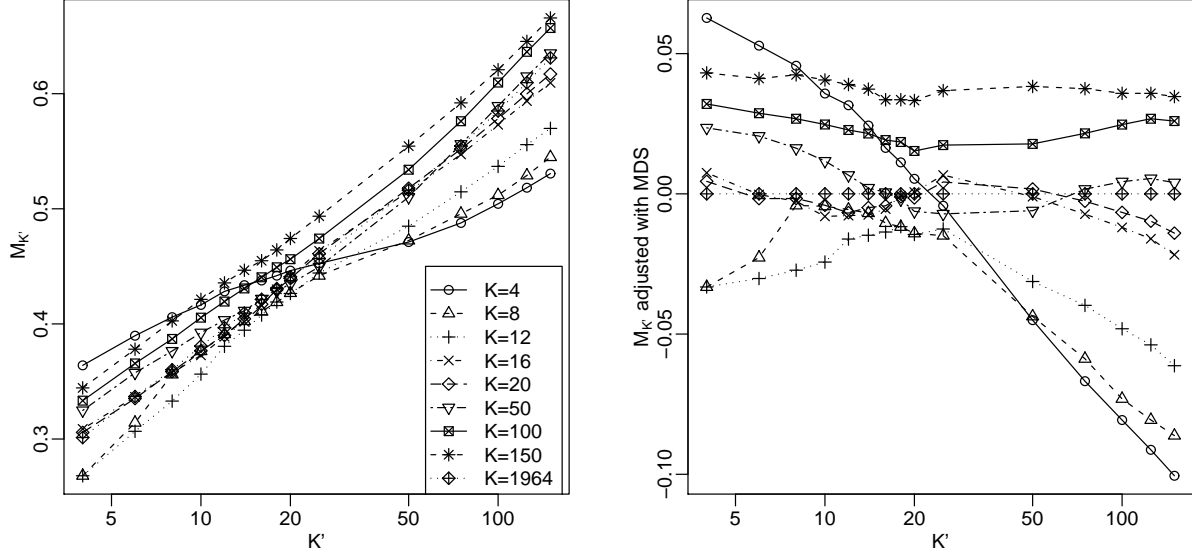 M_K'
0.6
0.5
0.4
0.3
5
10
20
50
100
K'
K=4
K=8
K=12
K=16
K=20
K=50
K=100
K=150
K=1964
M_K' adjusted with MDS
0.05
0.00
−0.05
−0.10
5
10
20
50
100
K'